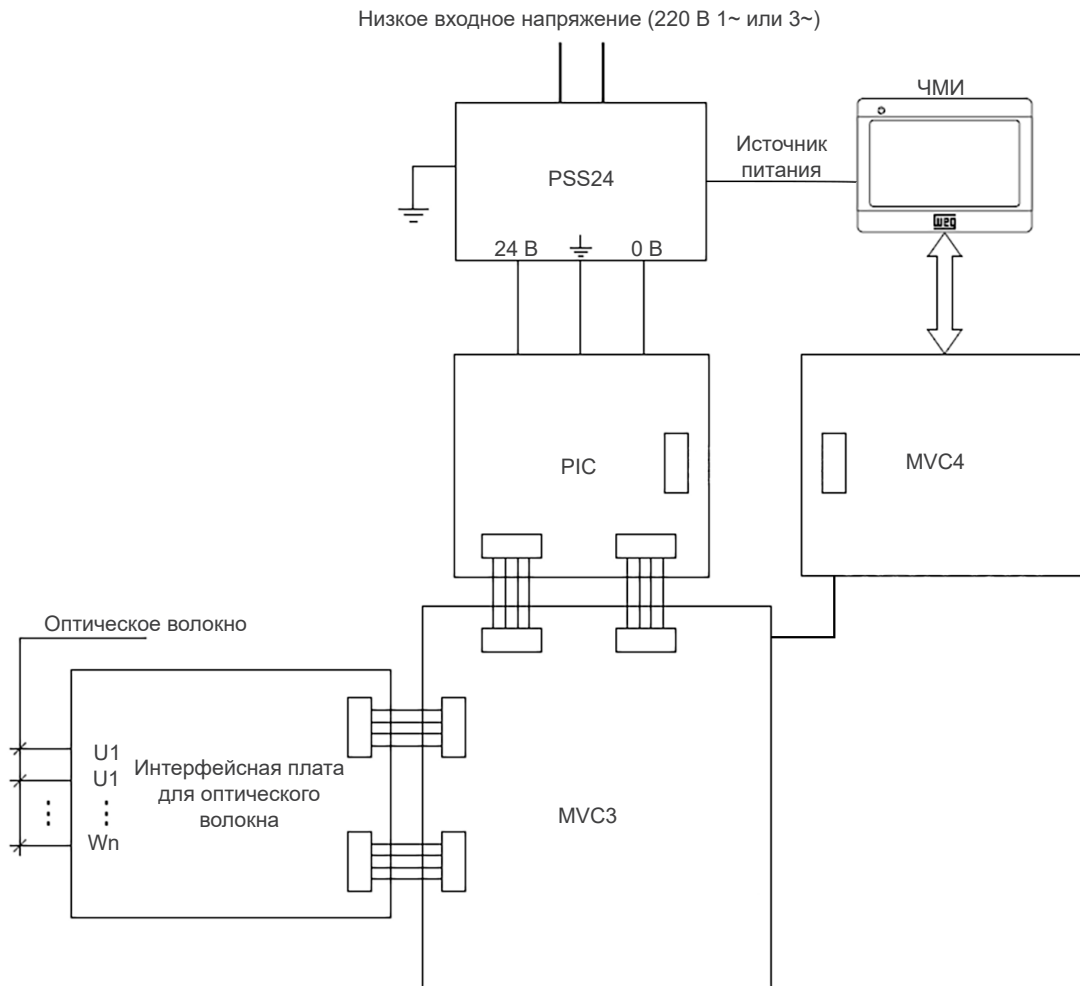 Низкое входное напряжение (220 В 1~ или 3~)
ЧМИ
Источник
питания
PSS24
weg
24 В
0 В
PIC
MVC4
Оптическое волокно
U1
U1
Wn
Интерфейсная плата
для оптического
волокна
MVC3